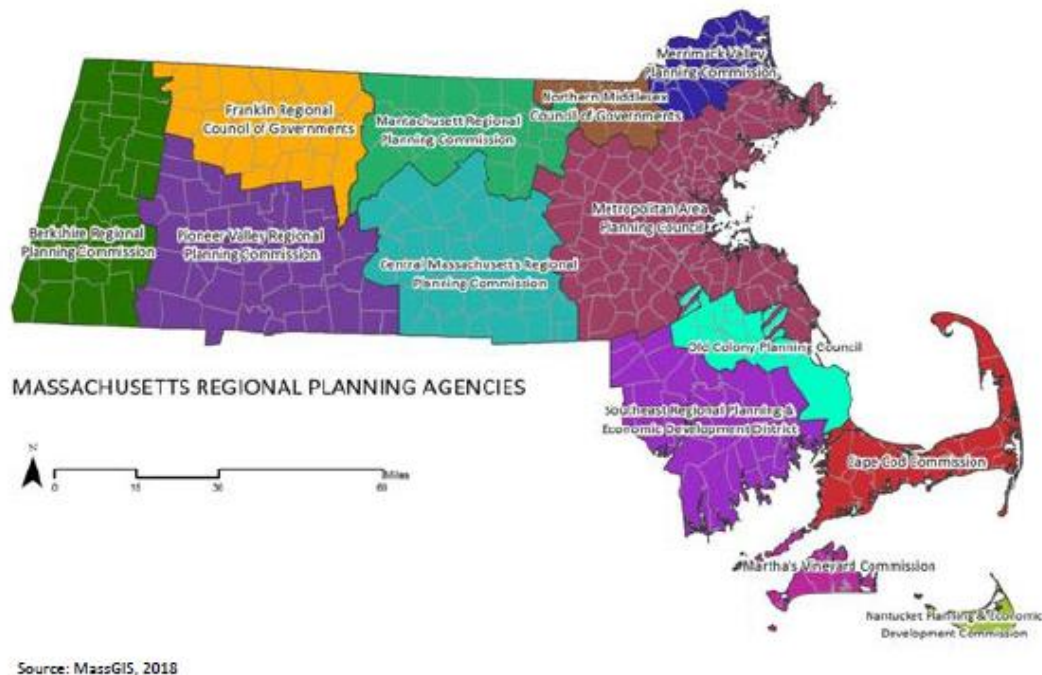 Merrimack Valley
Planning Commission
Northern Middlesex
Council of Governments
Franklin Regional
Council of Governments
Mantachusett Regional
Planning Commission
Metropolitan Area
Planning Council
Berkshire Regional
Planning Commission
Pioneer Valley Regional
Planning Commission
Central Massachusetts Regional
Planning Commission
Old Colony Planning Council
MASSACHUSETTS REGIONAL PLANNING AGENCIES
Southeast Regional Planning &
Economic Development District
N
Miles
0 15 30 60
Cape Cod Commission
Martha's Vineyard Commission
Nantucket Planning & Economic
Development Commission
Source: MassGIS, 2018